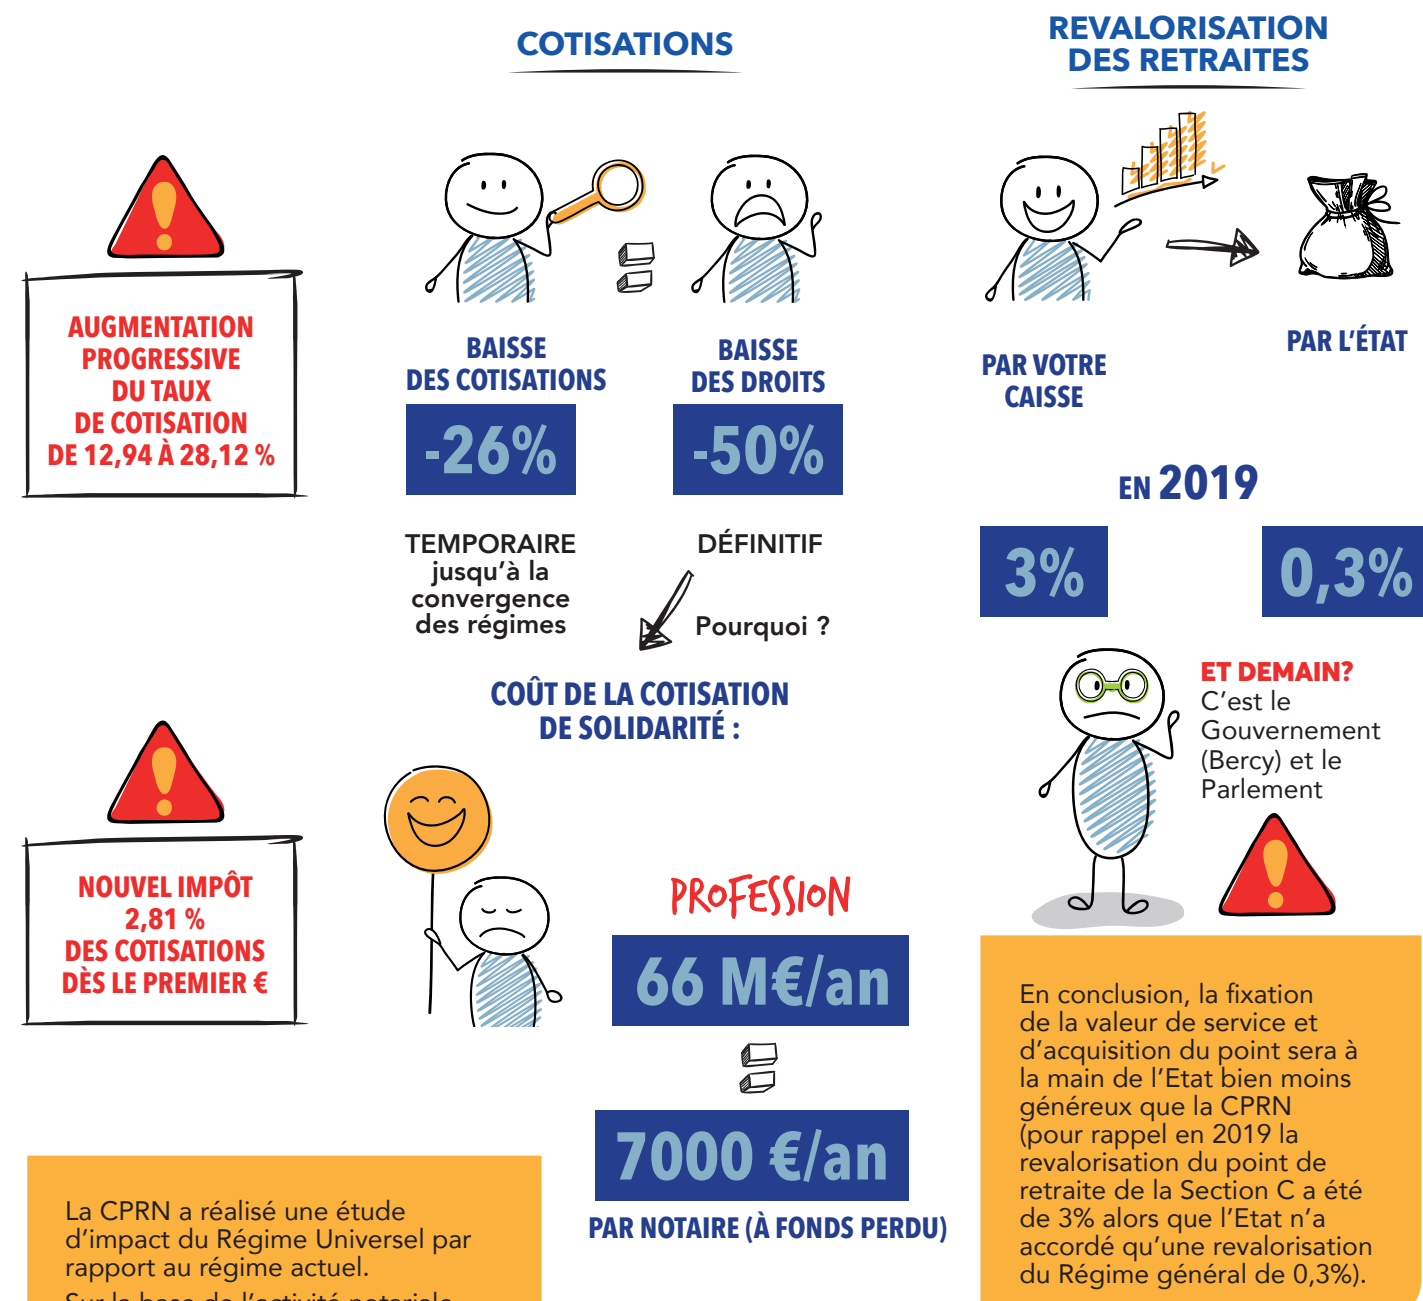 COTISATIONS
REVALORISATION
DES RETRAITES
AUGMENTATION
PROGRESSIVE
DU TAUX
DE COTISATION
DE 12,94 À 28,12 %
BAISSE
DES COTISATIONS
-26%
TEMPORAIRE
jusqu'à la
convergence
des régimes
BAISSE
DES DROITS
-50%
DÉFINITIF
Pourquoi ?
COÛT DE LA COTISATION
DE SOLIDARITÉ :
PAR VOTRE
CAISSE
PAR L'ÉTAT
EN 2019
3%
0,3%
ET DEMAIN?
C'est le
Gouvernement
(Bercy) et le
Parlement
NOUVEL IMPÔT
2,81 %
DES COTISATIONS
DÈS LE PREMIER €
PROFESSION
66 M€/an
7000 €/an
PAR NOTAIRE (À FONDS PERDU)
La CPRN a réalisé une étude
d'impact du Régime Universel par
rapport au régime actuel.
Sur la base de l'activité notariale
En conclusion, la fixation
de la valeur de service et
d'acquisition du point sera à
la main de l'Etat bien moins
généreux que la CPRN
(pour rappel en 2019 la
revalorisation du point de
retraite de la Section C a été
de 3% alors que l'Etat n'a
accordé qu'une revalorisation
du Régime général de 0,3%).